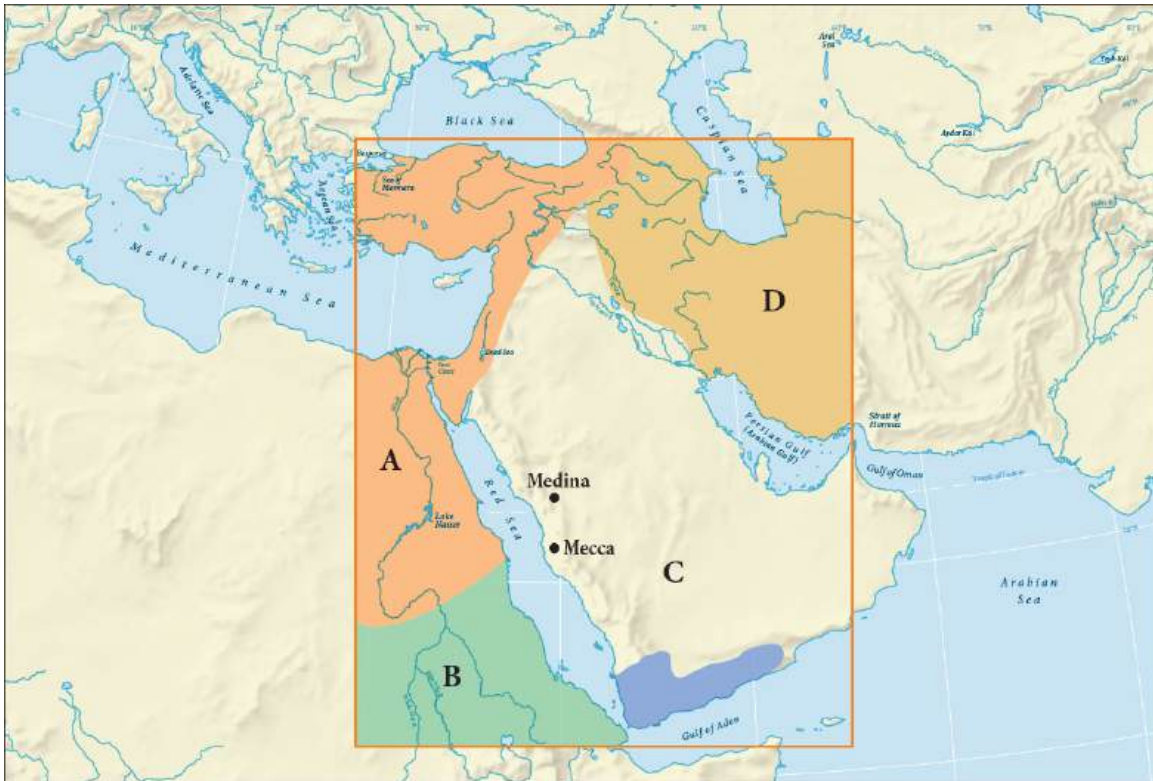 Aral
Sea
Adriatic Sea
Black Sea
Caspian Sea
Bosporus
Sea of
Marmara
Aegean Sea
Mediterranean Sea
D
Dead Sea
Strait of
Hormuz
Persian Gulf
(Arabian Gulf)
Gulf of Oman
A
Medina
Red Sea
Lake
Nasser
Mecca
C
Arabian
Sea
B
Gulf of Aden